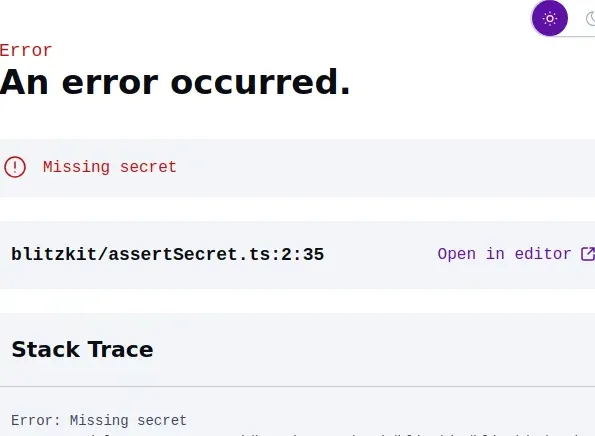 Error
An error occurred.
Missing secret
blitzkit/assertSecret.ts:2:35 Open in editor
Stack Trace
Error: Missing secret